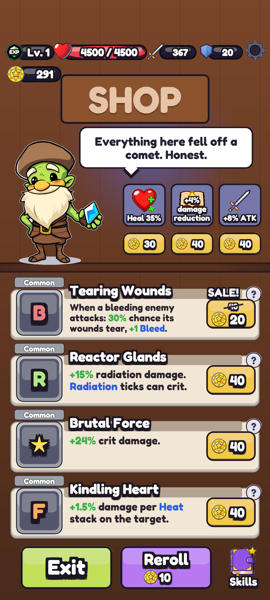 EXP Lv. 1 4500 / 4500 367 20
291
SHOP
Everything here fell off a
comet. Honest.
Heal 35%
+4%
damage
reduction
+8% ATK
30 40 40
Common
Tearing Wounds
SALE!
?
B
When a bleeding enemy
attacks: 30% chance its
wounds tear, +1 Bleed.
20
Common
Reactor Glands
?
R
+15% radiation damage.
Radiation ticks can crit.
40
Common
Brutal Force
?
+24% crit damage.
40
Common
Kindling Heart
?
F
+1.5% damage per Heat
stack on the target.
40
Exit
Reroll
10
Skills